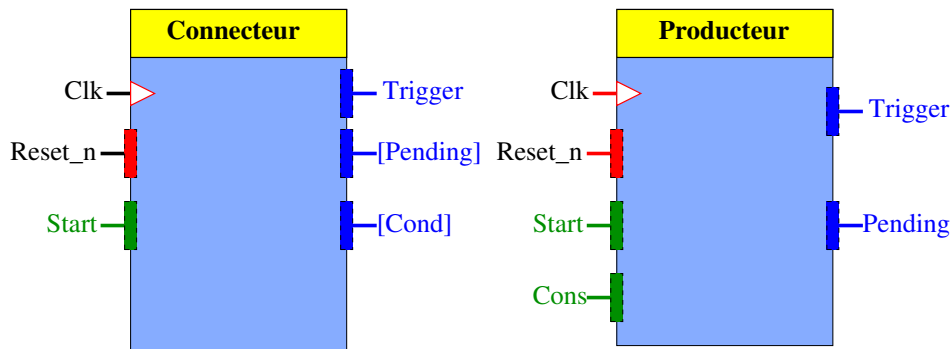 Connecteur
Clk
Trigger
Reset_n
[Pending]
Start
[Cond]
Producteur
Clk
Trigger
Reset_n
Start
Pending
Cons